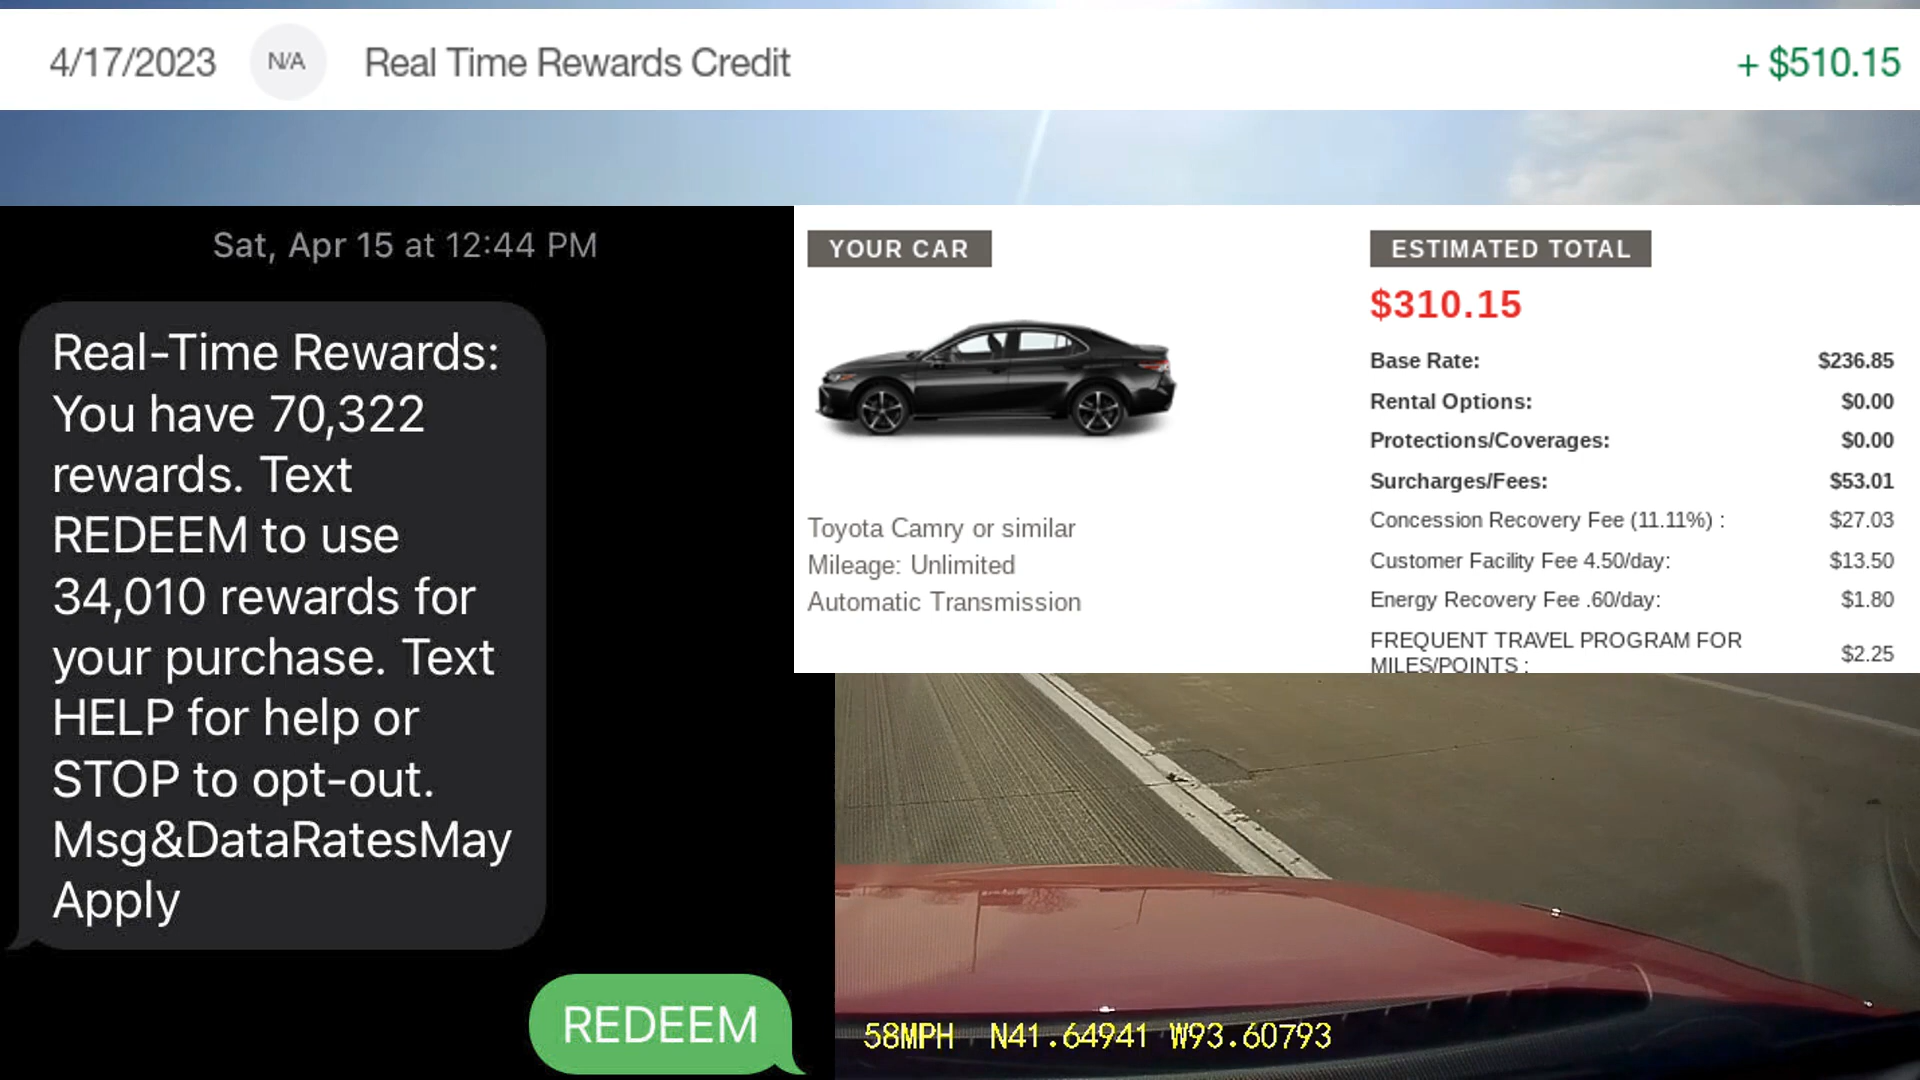 4/17/2023 N/A Real Time Rewards Credit + $510.15
Sat, Apr 15 at 12:44 PM
Real-Time Rewards:
You have 70,322
rewards. Text
REDEEM to use
34,010 rewards for
your purchase. Text
HELP for help or
STOP to opt-out.
Msg&DataRatesMay
Apply
REDEEM
YOUR CAR
Toyota Camry or similar
Mileage: Unlimited
Automatic Transmission
ESTIMATED TOTAL
$310.15
Base Rate: $236.85
Rental Options: $0.00
Protections/Coverages: $0.00
Surcharges/Fees: $53.01
Concession Recovery Fee (11.11%) : $27.03
Customer Facility Fee 4.50/day: $13.50
Energy Recovery Fee .60/day: $1.80
FREQUENT TRAVEL PROGRAM FOR
MILES/POINTS : $2.25
58MPH N41.64941 W93.60793